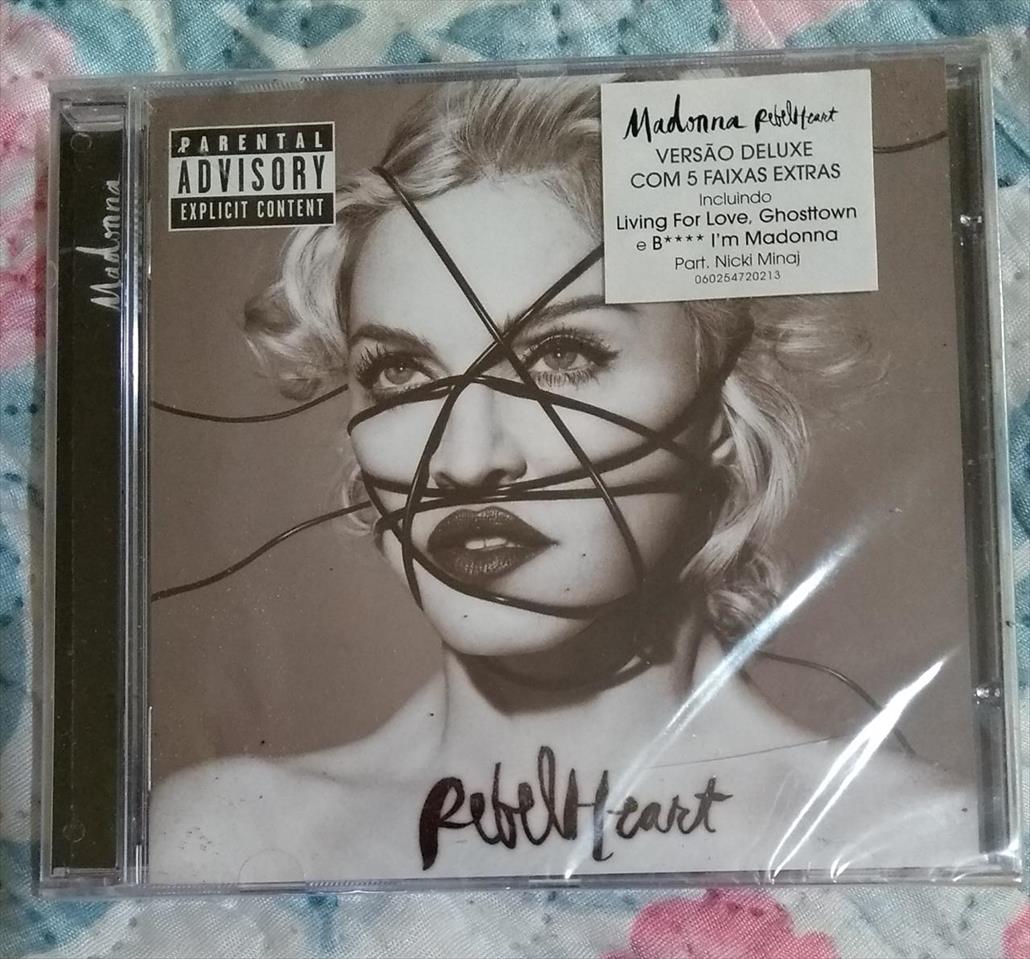 Madonna
PARENTAL
ADVISORY
EXPLICIT CONTENT
Madonna RebelHeart
VERSÃO DELUXE
COM 5 FAIXAS EXTRAS
Incluindo
Living For Love, Ghosttown
e B**** I'm Madonna
Part. Nicki Minaj
060254720213
RebelHeart